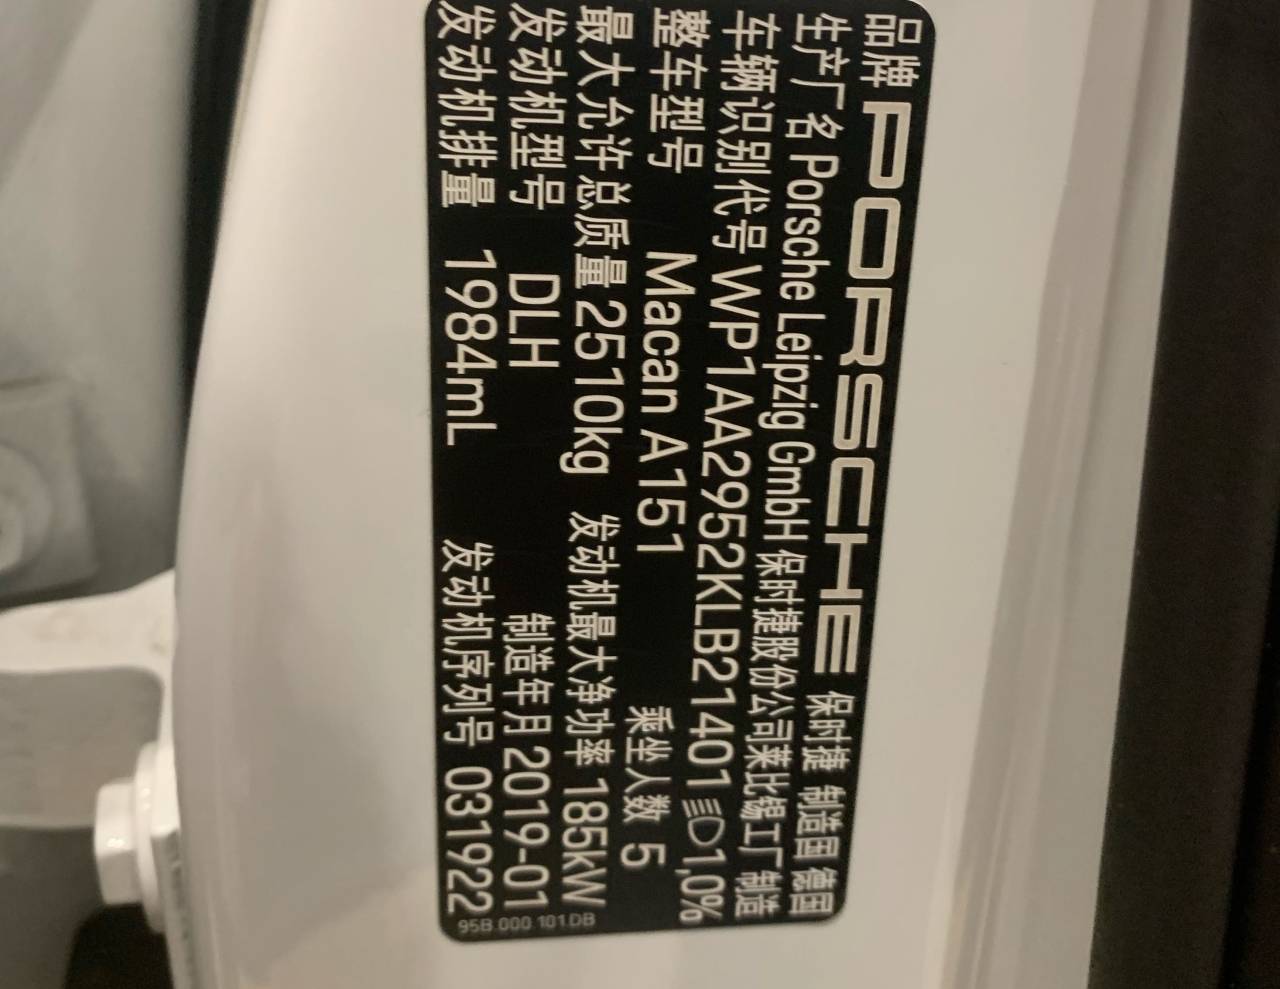 品牌 PORSCHE 保时捷 制造国 德国
生产厂名 Porsche Leipzig GmbH 保时捷股份公司莱比锡工厂制造
车辆识别代号 WP1AA2952KLB21401 1,0%
整车型号 Macan A151 乘坐人数 5
最大允许总质量 2510kg 发动机最大净功率 185kW
发动机型号 DLH 制造年月 2019-01
发动机排量 1984mL 发动机序列号 031922
95B.000.101.DB